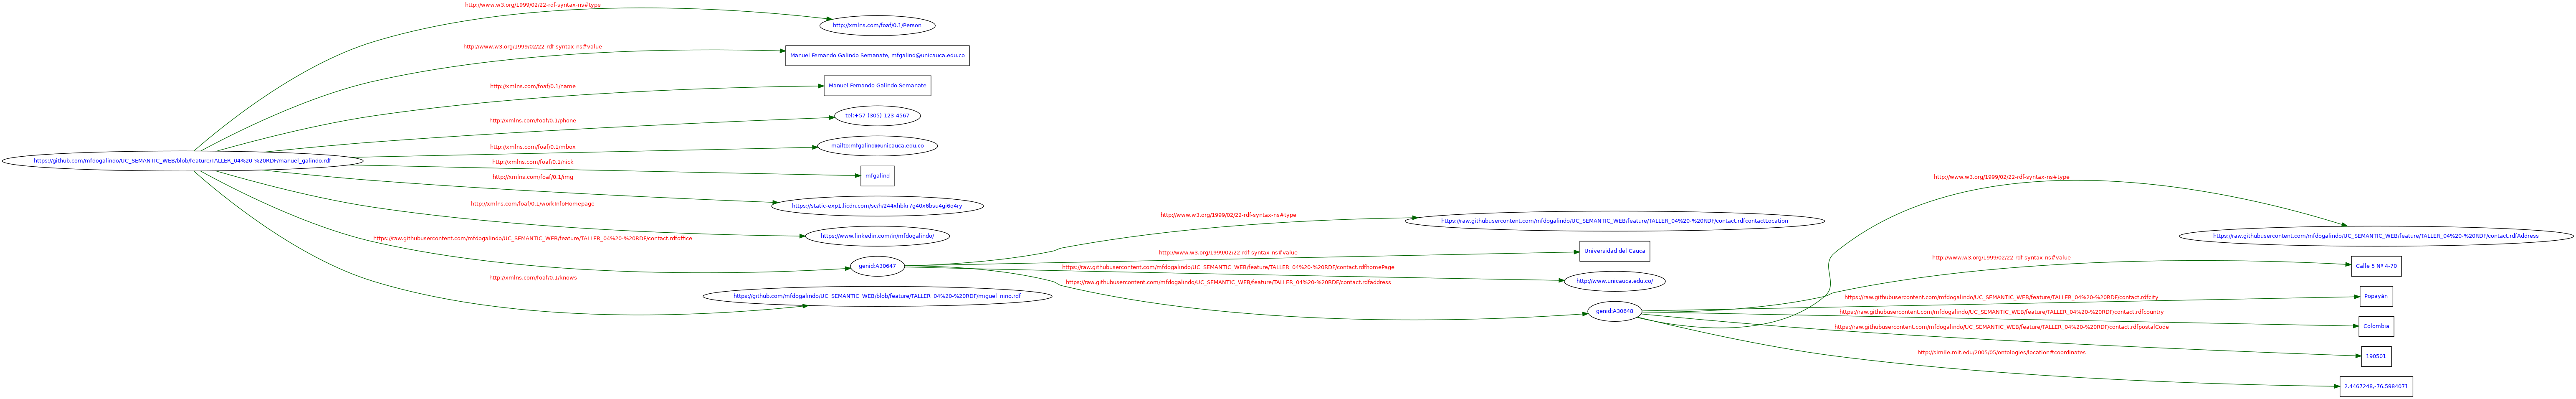 http://www.w3.org/1999/02/22-rdf-syntax-ns#type
http://xmlns.com/foaf/0.1/Person
http://www.w3.org/1999/02/22-rdf-syntax-ns#value
Manuel Fernando Galindo Semanate, mfgalind@unicauca.edu.co
http://xmlns.com/foaf/0.1/name
Manuel Fernando Galindo Semanate
http://xmlns.com/foaf/0.1/phone
tel:+57-(305)-123-4567
http://xmlns.com/foaf/0.1/mbox
mailto:mfgalind@unicauca.edu.co
https://github.com/mfdogalindo/UC_SEMANTIC_WEB/blob/feature/TALLER_04%20-%20RDF/manuel_galindo.rdf
http://xmlns.com/foaf/0.1/nick
mfgalind
http://xmlns.com/foaf/0.1/img
https://static-exp1.licdn.com/sc/h/244xhbkr7g40x6bsu4gi6q4ry
http://xmlns.com/foaf/0.1/workInfoHomepage
https://www.linkedin.com/in/mfdogalindo/
https://raw.githubusercontent.com/mfdogalindo/UC_SEMANTIC_WEB/feature/TALLER_04%20-%20RDF/contact.rdfoffice
genid:A30647
http://xmlns.com/foaf/0.1/knows
https://github.com/mfdogalindo/UC_SEMANTIC_WEB/blob/feature/TALLER_04%20-%20RDF/miguel_nino.rdf
http://www.w3.org/1999/02/22-rdf-syntax-ns#type
https://raw.githubusercontent.com/mfdogalindo/UC_SEMANTIC_WEB/feature/TALLER_04%20-%20RDF/contact.rdfcontactLocation
http://www.w3.org/1999/02/22-rdf-syntax-ns#value
Universidad del Cauca
https://raw.githubusercontent.com/mfdogalindo/UC_SEMANTIC_WEB/feature/TALLER_04%20-%20RDF/contact.rdfhomePage
http://www.unicauca.edu.co/
https://raw.githubusercontent.com/mfdogalindo/UC_SEMANTIC_WEB/feature/TALLER_04%20-%20RDF/contact.rdfaddress
genid:A30648
http://www.w3.org/1999/02/22-rdf-syntax-ns#type
https://raw.githubusercontent.com/mfdogalindo/UC_SEMANTIC_WEB/feature/TALLER_04%20-%20RDF/contact.rdfAddress
http://www.w3.org/1999/02/22-rdf-syntax-ns#value
Calle 5 Nº 4-70
https://raw.githubusercontent.com/mfdogalindo/UC_SEMANTIC_WEB/feature/TALLER_04%20-%20RDF/contact.rdfcity
Popayán
https://raw.githubusercontent.com/mfdogalindo/UC_SEMANTIC_WEB/feature/TALLER_04%20-%20RDF/contact.rdfcountry
Colombia
https://raw.githubusercontent.com/mfdogalindo/UC_SEMANTIC_WEB/feature/TALLER_04%20-%20RDF/contact.rdfpostalCode
190501
http://simile.mit.edu/2005/05/ontologies/location#coordinates
2.4467248,-76.5984071